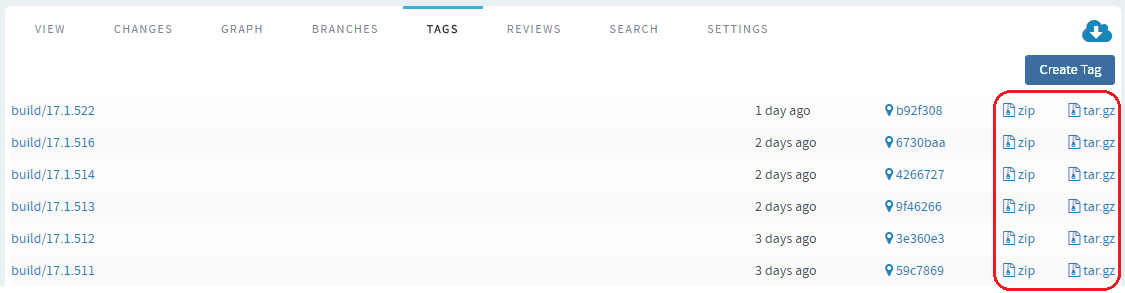 VIEW CHANGES GRAPH BRANCHES TAGS REVIEWS SEARCH SETTINGS
Create Tag
build/17.1.522 1 day ago b92f308 zip tar.gz
build/17.1.516 2 days ago 6730baa zip tar.gz
build/17.1.514 2 days ago 4266727 zip tar.gz
build/17.1.513 2 days ago 9f46266 zip tar.gz
build/17.1.512 3 days ago 3e360e3 zip tar.gz
build/17.1.511 3 days ago 59c7869 zip tar.gz